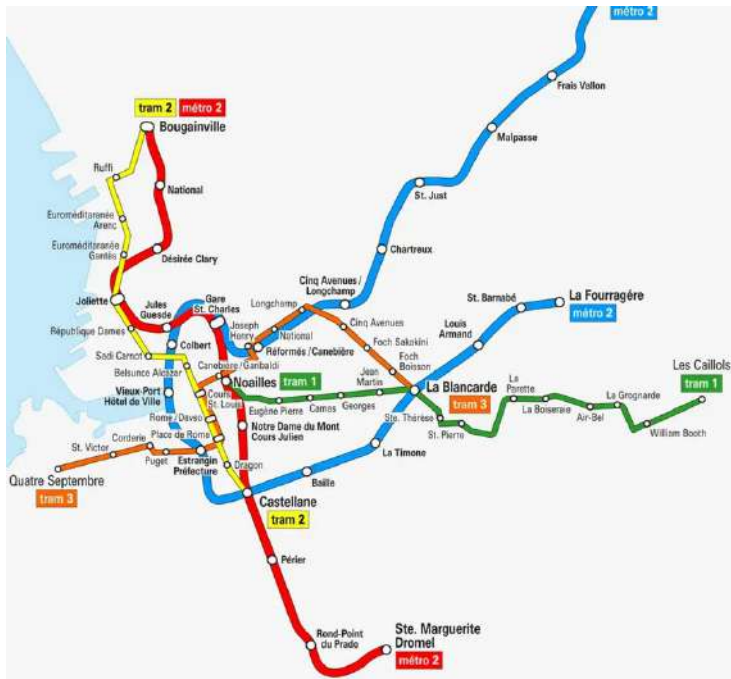 métro 2
Frais Vallon
tram 2 métro 2
Bougainville
Malpasse
Ruffi
National
St. Just
Euroméditarenée
Arenc
Euroméditaranée
Gantès
Désirée Clary
Chartreux
Cinq Avenues /
Longchamp
Joliette
Jules
Guesde
Gare
St. Charles
Longchamp
St. Barnabé
La Fourragére
métro 2
République Dames
Colbert
Joseph
Henry
National
Cinq Avenues
Louis
Armand
Sadi Carnot
Réformés / Canebière
Foch Sakakini
Belsunce Alcazar
Canebière / Garibaldi
Foch
Boisson
Les Caillols
tram 1
Noailles tram 1
Jean
Martin
La Blancarde
tram 3
La
Parette
La Grognarde
Vieux-Port
Hôtel de Ville
Cours
St. Louis
Eugène Pierre
Camas
Georges
Ste. Thérèse
La Boiseraie
Air-Bel
Rome / Davso
Notre Dame du Mont
Cours Julien
St. Pierre
William Booth
Corderie
Place de Rome
St. Victor
Puget
Estrangin
Préfecture
Dragon
La Timone
Quatre Septembre
tram 3
Baille
Castellane
tram 2
Périer
Rond-Point
du Prado
Ste. Marguerite
Dromel
métro 2